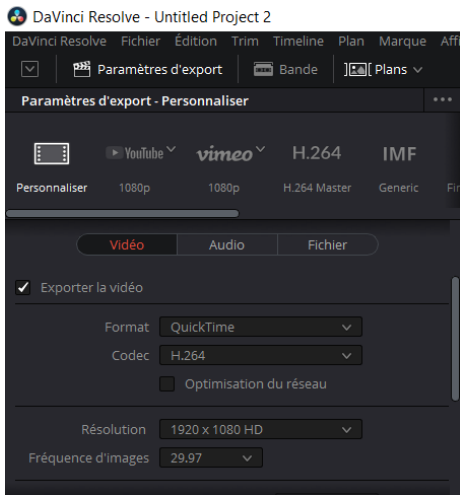 DaVinci Resolve - Untitled Project 2
DaVinci Resolve Fichier Édition Trim Timeline Plan Marque Affi
Paramètres d'export Bande Plans
Paramètres d'export - Personnaliser
YouTube vimeo H.264 IMF
Personnaliser 1080p 1080p H.264 Master Generic Fin
Vidéo Audio Fichier
Exporter la vidéo
Format QuickTime
Codec H.264
Optimisation du réseau
Résolution 1920 x 1080 HD
Fréquence d'images 29.97